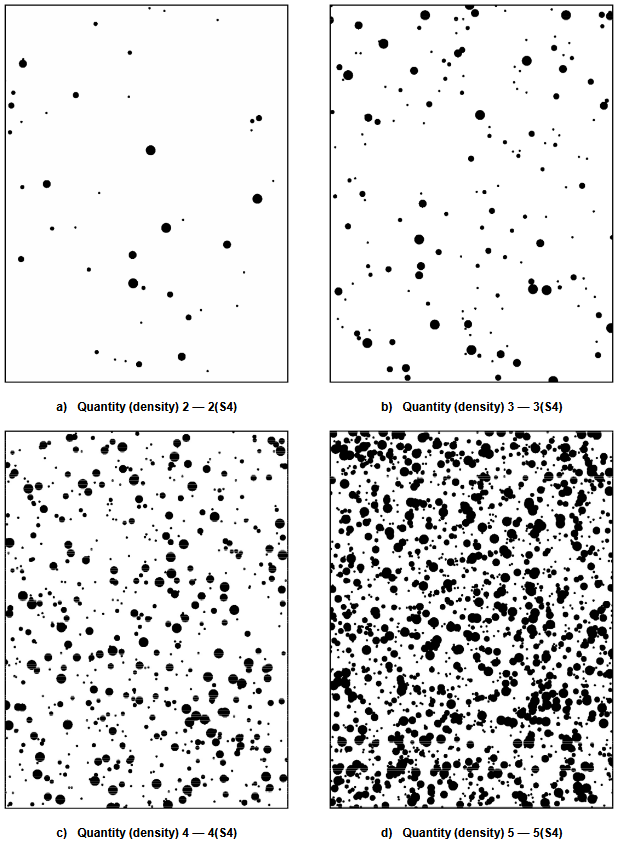 a) Quantity (density) 2 — 2(S4)
b) Quantity (density) 3 — 3(S4)
c) Quantity (density) 4 — 4(S4)
d) Quantity (density) 5 — 5(S4)